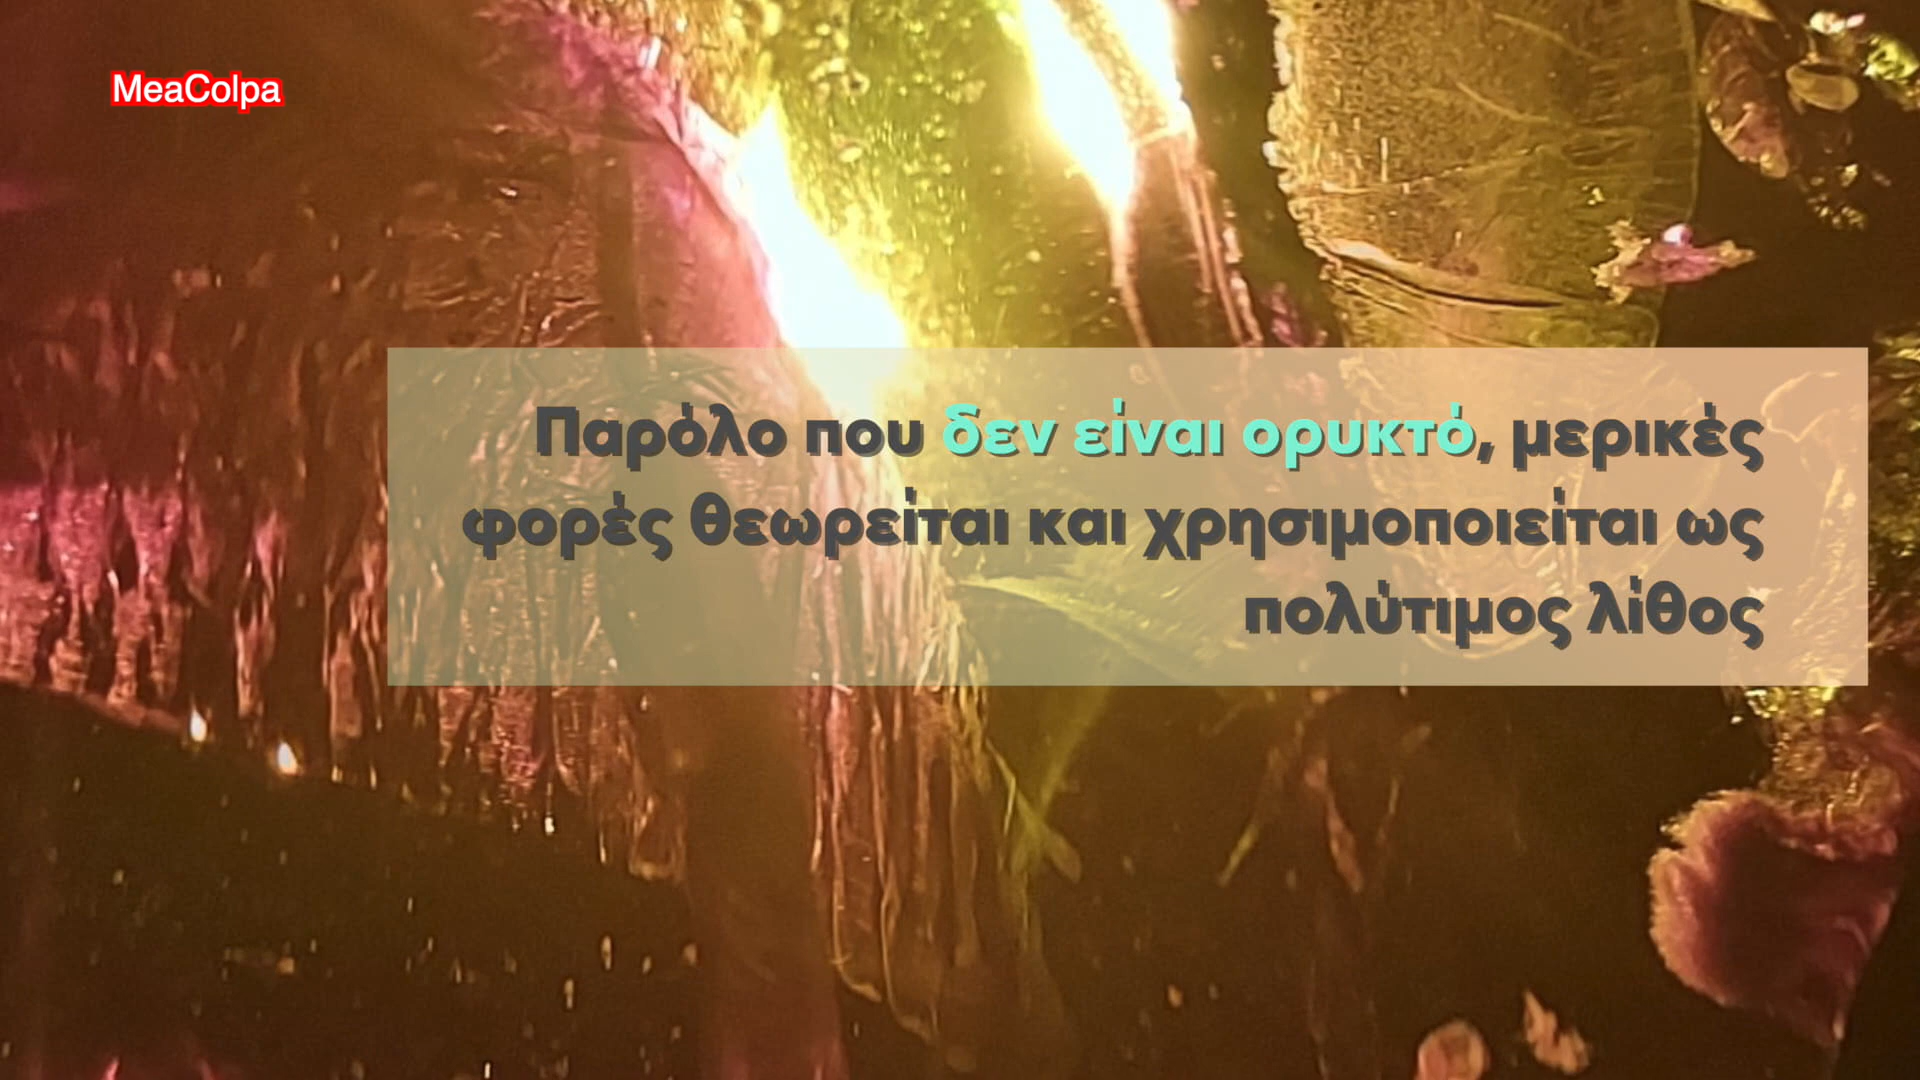 MeaColpa
Παρόλο που δεν είναι ορυκτό, μερικές
φορές θεωρείται και χρησιμοποιείται ως
πολύτιμος λίθος